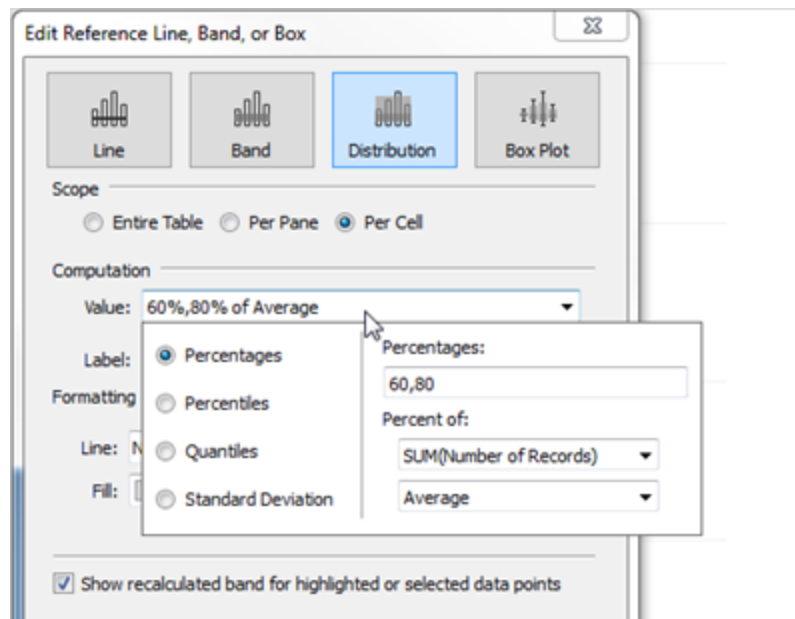 Edit Reference Line, Band, or Box
Line Band Distribution Box Plot
Scope
Entire Table Per Pane Per Cell
Computation
Value: 60%,80% of Average
Label:
Percentages
Percentiles
Quantiles
Standard Deviation
Percentages:
60,80
Percent of:
SUM(Number of Records)
Average
Formatting
Line: N
Fill:
Show recalculated band for highlighted or selected data points